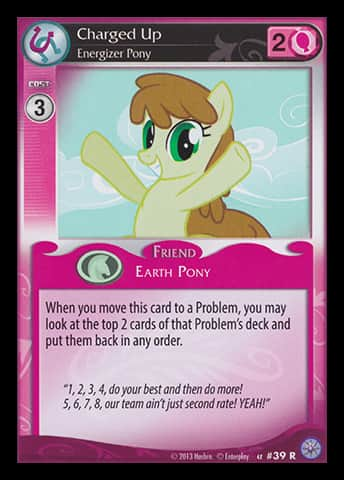 Charged Up
Energizer Pony
2
COST
3
FRIEND
EARTH PONY
When you move this card to a Problem, you may
look at the top 2 cards of that Problem's deck and
put them back in any order.
"1, 2, 3, 4, do your best and then do more!
5, 6, 7, 8, our team ain't just second rate! YEAH!"
© 2013 Hasbro. © Enterplay #39 R